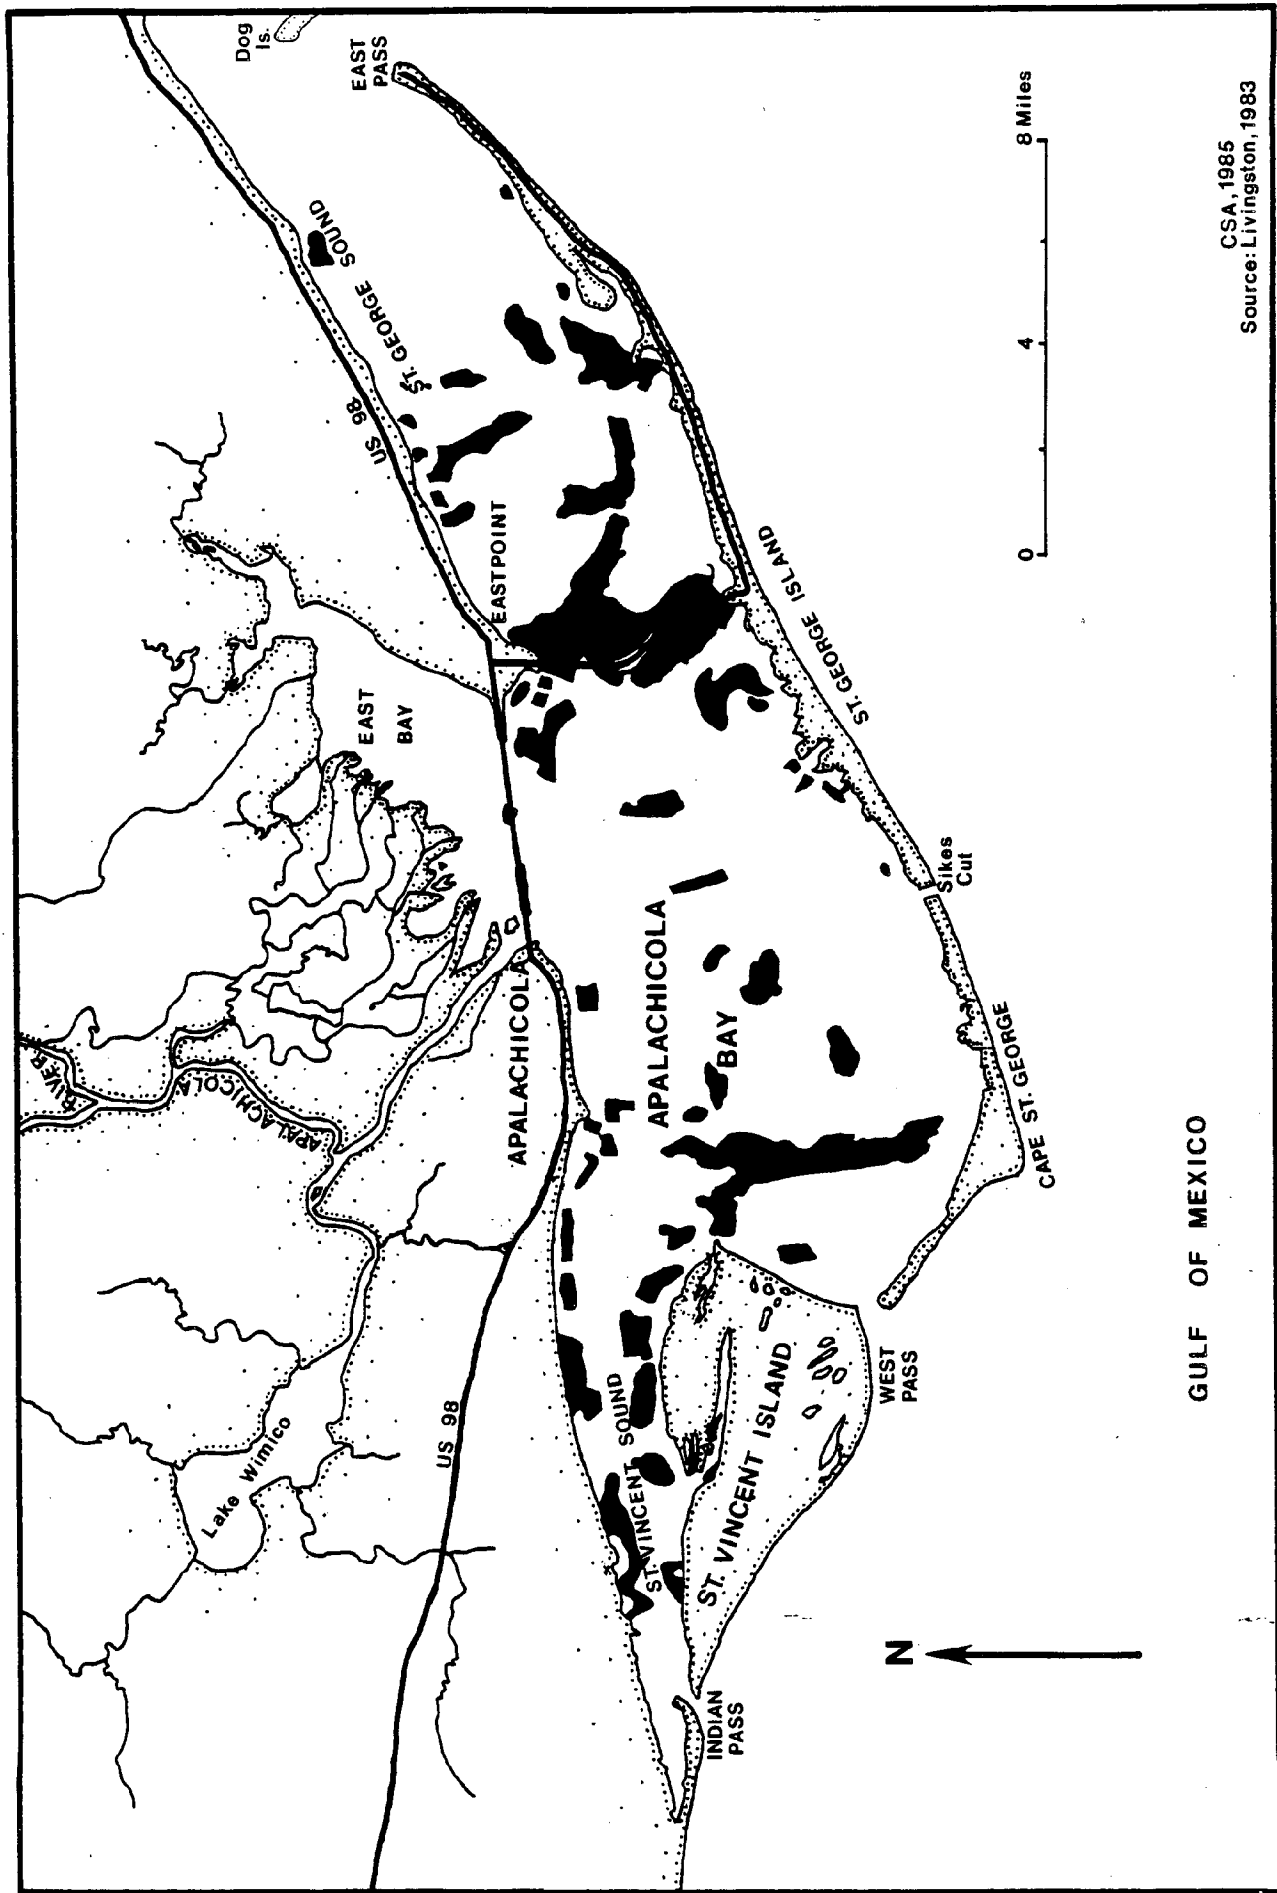 Dog
Is.
EAST
PASS
ST. GEORGE SOUND
US 98
EASTPOINT
EAST
BAY
RIVER
APALACHICOLA
APALACHICOLA
APALACHICOLA
BAY
ST. GEORGE ISLAND
Sikes
Cut
CAPE ST. GEORGE
Lake Wimico
US 98
ST. VINCENT SOUND
ST. VINCENT ISLAND
WEST
PASS
INDIAN
PASS
N
GULF OF MEXICO
0 4 8 Miles
CSA, 1985
Source: Livingston, 1983